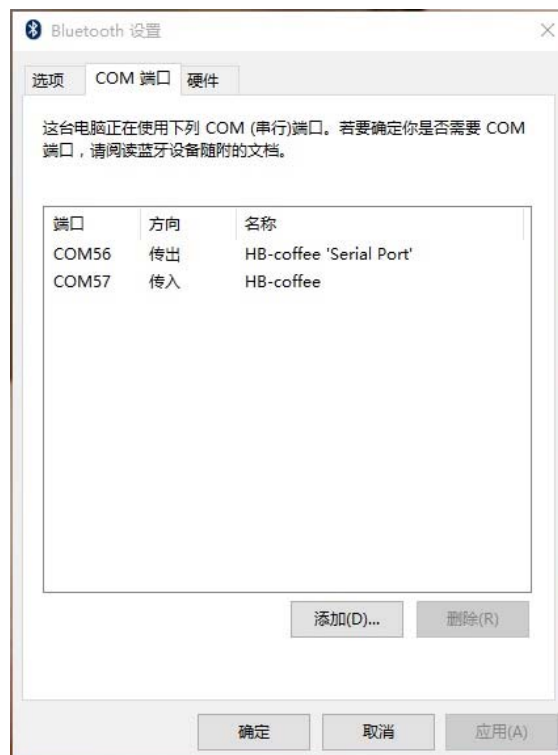 Bluetooth 设置
选项 COM 端口 硬件
这台电脑正在使用下列 COM (串行)端口。若要确定你是否需要 COM
端口，请阅读蓝牙设备随附的文档。
端口 方向 名称
COM56 传出 HB-coffee 'Serial Port'
COM57 传入 HB-coffee
添加(D)... 删除(R)
确定 取消 应用(A)